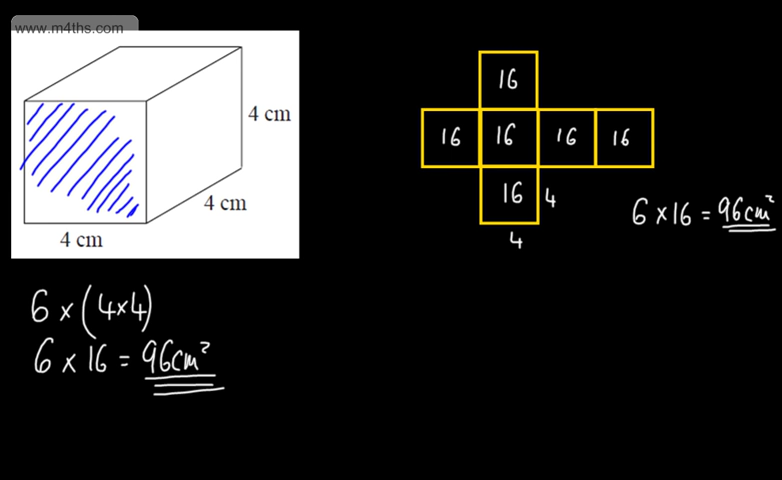 www.m4ths.com
4 cm
4 cm
4 cm
6 × (4×4)
6 × 16 = 96cm²
16
16 16 16 16
16 4
4
6 × 16 = 96cm²